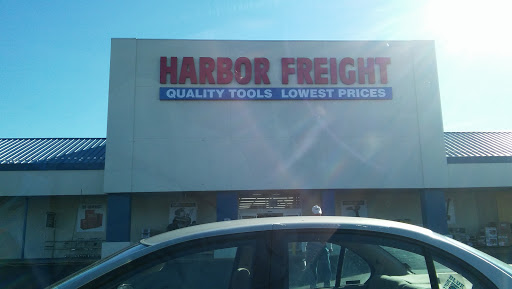 HARBOR FREIGHT
QUALITY TOOLS LOWEST PRICES